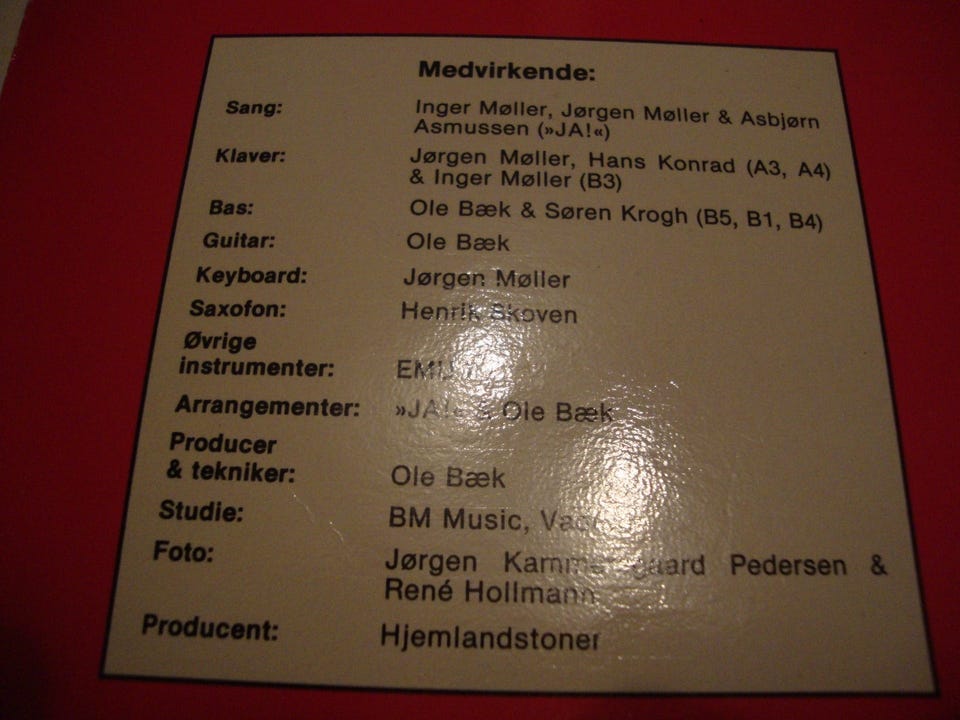 Medvirkende:
Sang: Inger Møller, Jørgen Møller & Asbjørn
Asmussen (»JA!«)
Klaver: Jørgen Møller, Hans Konrad (A3, A4)
& Inger Møller (B3)
Bas: Ole Bæk & Søren Krogh (B5, B1, B4)
Guitar: Ole Bæk
Keyboard: Jørgen Møller
Saxofon: Henrik Skoven
Øvrige
instrumenter:
Arrangementer: »JA!« & Ole Bæk
Producer
& tekniker: Ole Bæk
Studie: BM Music,
Foto: Jørgen Kammersgaard Pedersen &
René Hollmann
Producent: Hjemlandstoner